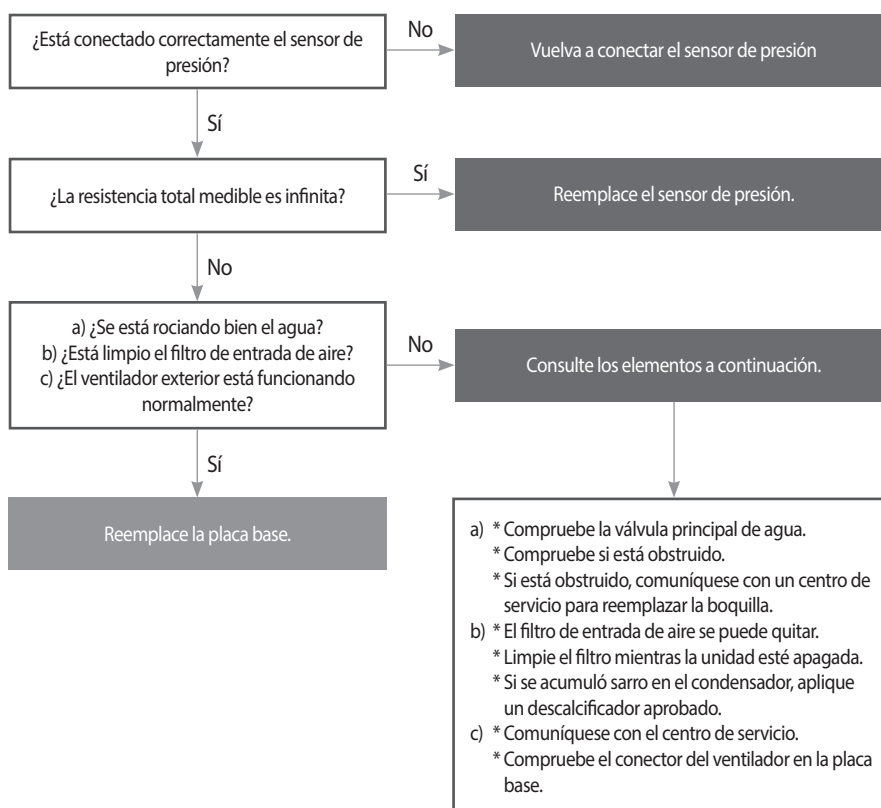 ¿Está conectado correctamente el sensor de
presión?
No
Vuelva a conectar el sensor de presión
Sí
¿La resistencia total medible es infinita?
Sí
Reemplace el sensor de presión.
No
a) ¿Se está rociando bien el agua?
b) ¿Está limpio el filtro de entrada de aire?
c) ¿El ventilador exterior está funcionando
normalmente?
No
Consulte los elementos a continuación.
Sí
Reemplace la placa base.
a) * Compruebe la válvula principal de agua.
* Compruebe si está obstruido.
* Si está obstruido, comuníquese con un centro de
servicio para reemplazar la boquilla.
b) * El filtro de entrada de aire se puede quitar.
* Limpie el filtro mientras la unidad esté apagada.
* Si se acumuló sarro en el condensador, aplique
un descalcificador aprobado.
c) * Comuníquese con el centro de servicio.
* Compruebe el conector del ventilador en la placa
base.